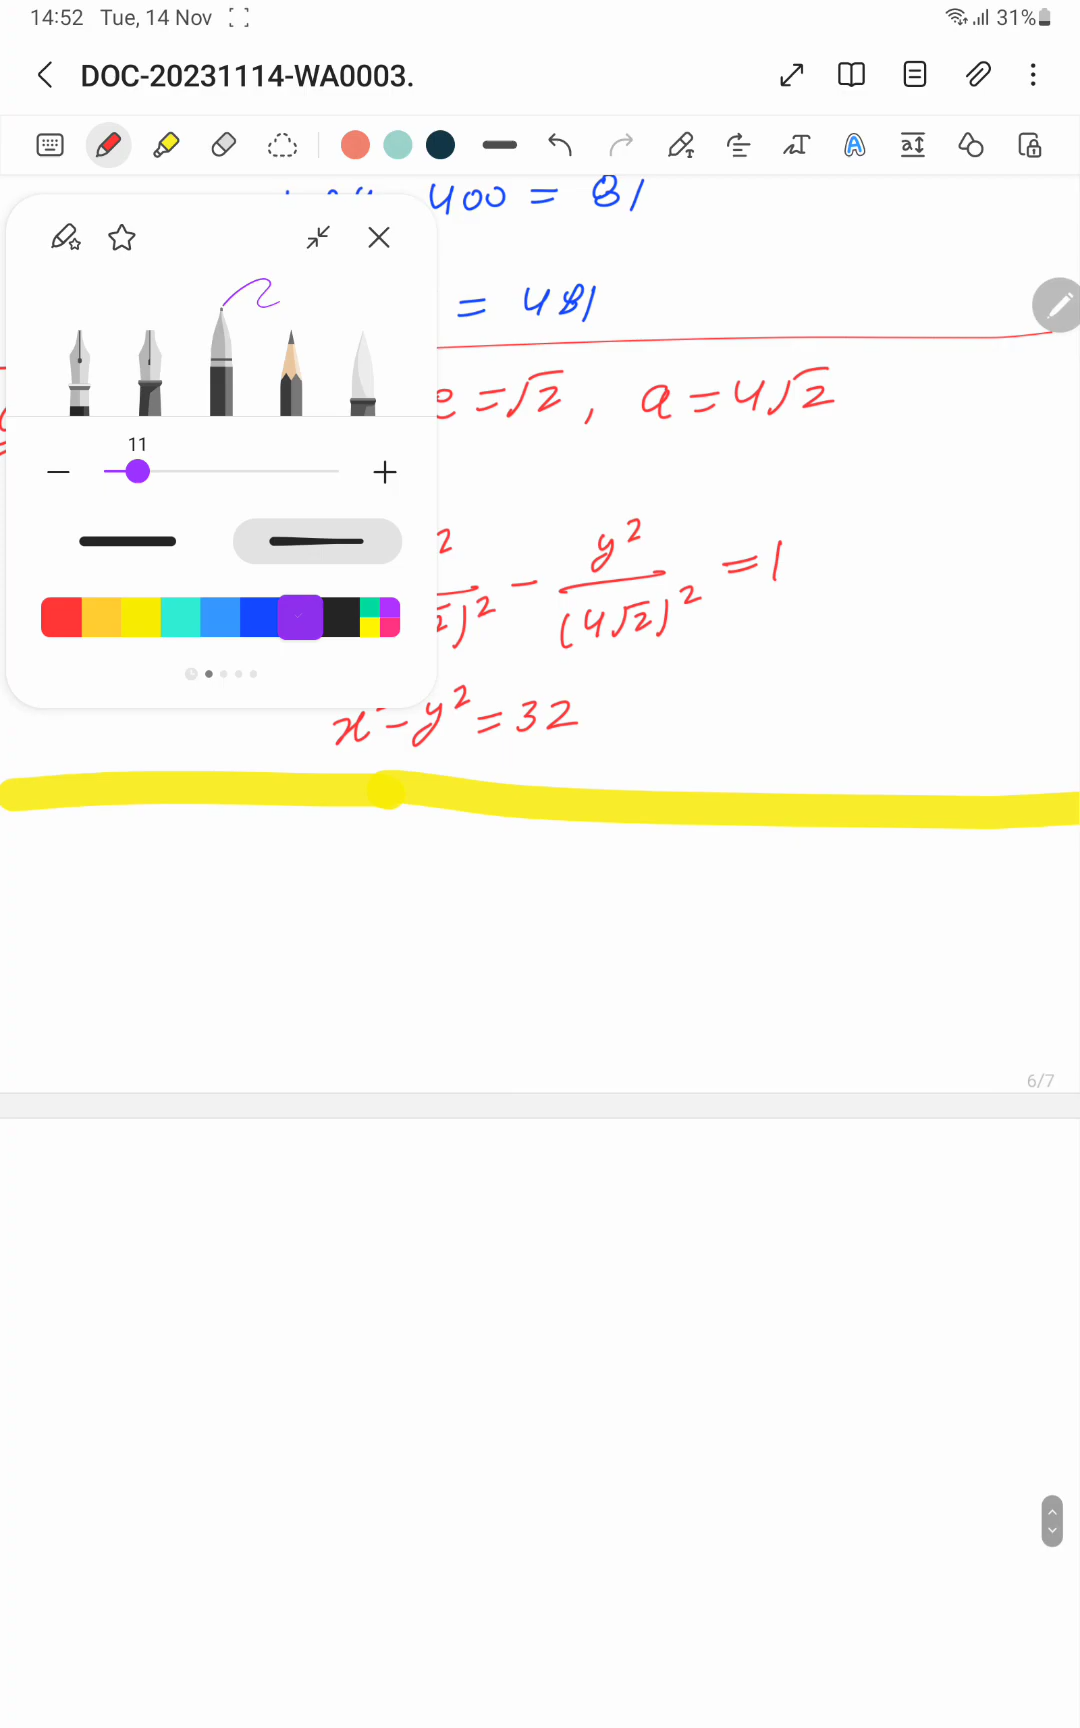 14:52 Tue, 14 Nov 31%
DOC-20231114-WA0003.
400 = 81
= 481
11
e = √2, a = 4√2
2)² - y²/(4√2)² = 1
x² - y² = 32
6/7